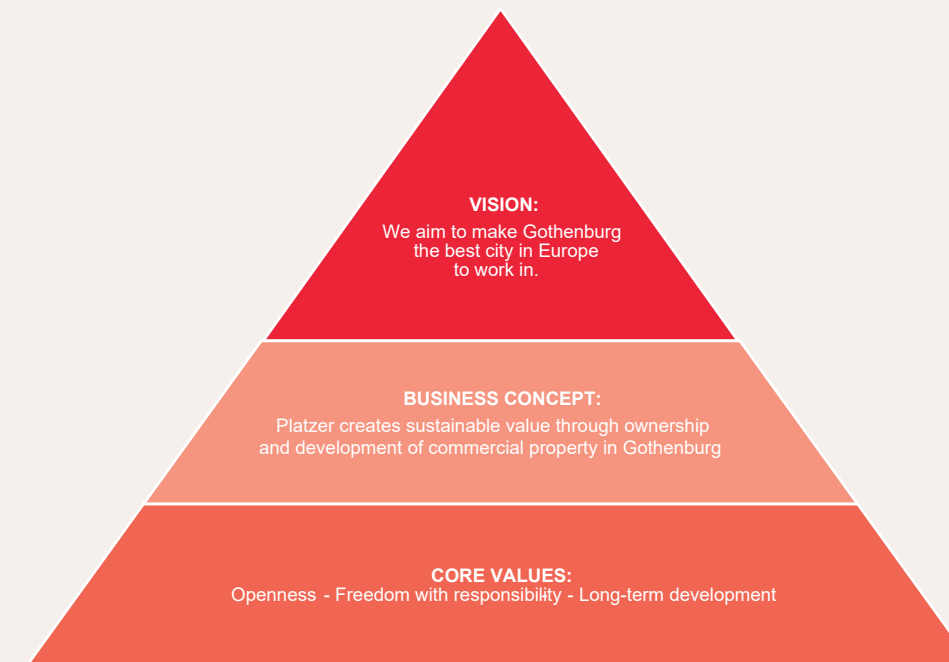 VISION:
We aim to make Gothenburg
the best city in Europe
to work in.
BUSINESS CONCEPT:
Platzer creates sustainable value through ownership
and development of commercial property in Gothenburg
CORE VALUES:
Openness - Freedom with responsibility - Long-term development